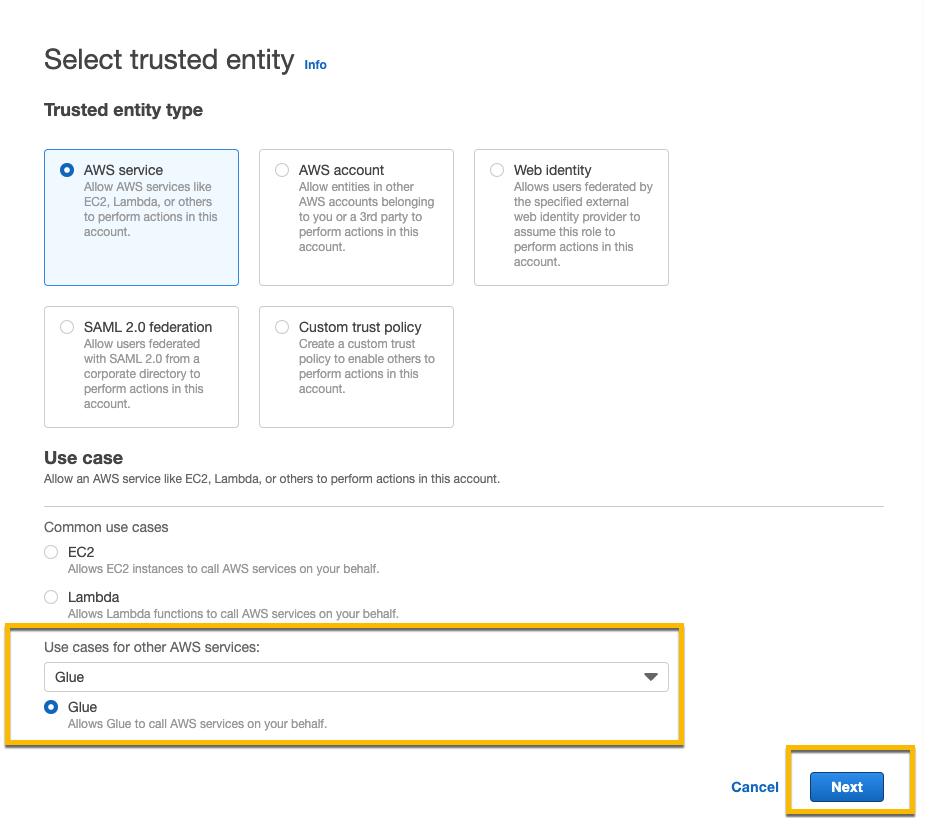 Select trusted entity Info
Trusted entity type
AWS service
Allow AWS services like
EC2, Lambda, or others
to perform actions in this
account.
AWS account
Allow entities in other
AWS accounts belonging
to you or a 3rd party to
perform actions in this
account.
Web identity
Allows users federated by
the specified external
web identity provider to
assume this role to
perform actions in this
account.
SAML 2.0 federation
Allow users federated
with SAML 2.0 from a
corporate directory to
perform actions in this
account.
Custom trust policy
Create a custom trust
policy to enable others to
perform actions in this
account.
Use case
Allow an AWS service like EC2, Lambda, or others to perform actions in this account.
Common use cases
EC2
Allows EC2 instances to call AWS services on your behalf.
Lambda
Allows Lambda functions to call AWS services on your behalf.
Use cases for other AWS services:
Glue
Glue
Allows Glue to call AWS services on your behalf.
Cancel Next